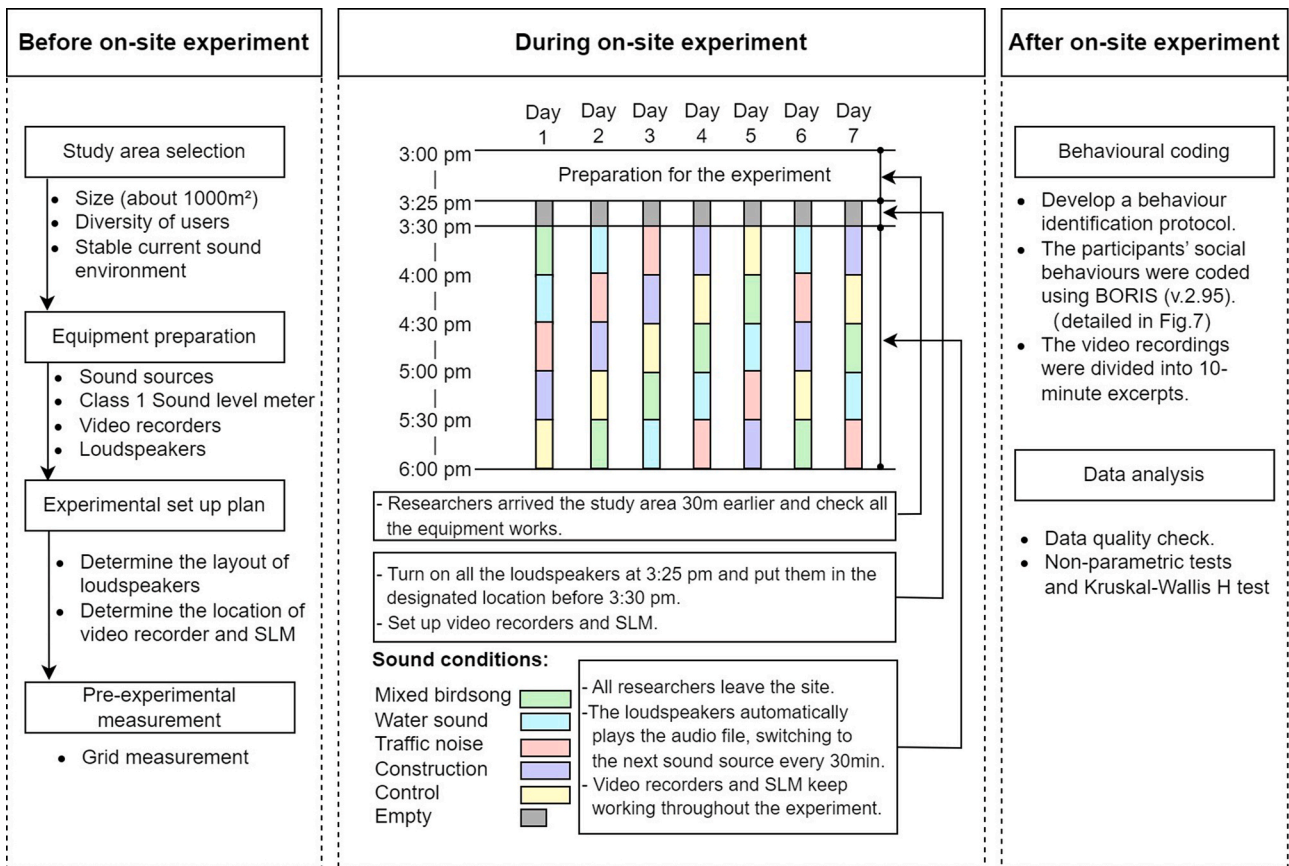 Before on-site experiment
Study area selection
• Size (about 1000m²)
• Diversity of users
• Stable current sound
environment
Equipment preparation
• Sound sources
• Class 1 Sound level meter
• Video recorders
• Loudspeakers
Experimental set up plan
• Determine the layout of
loudspeakers
• Determine the location of
video recorder and SLM
Pre-experimental
measurement
• Grid measurement
During on-site experiment
Day Day Day Day Day Day Day
1 2 3 4 5 6 7
3:00 pm
Preparation for the experiment
3:25 pm
3:30 pm
4:00 pm
4:30 pm
5:00 pm
5:30 pm
6:00 pm
- Researchers arrived the study area 30m earlier and check all
the equipment works.
- Turn on all the loudspeakers at 3:25 pm and put them in the
designated location before 3:30 pm.
- Set up video recorders and SLM.
Sound conditions:
Mixed birdsong
Water sound
Traffic noise
Construction
Control
Empty
- All researchers leave the site.
-The loudspeakers automatically
plays the audio file, switching to
the next sound source every 30min.
- Video recorders and SLM keep
working throughout the experiment.
After on-site experiment
Behavioural coding
• Develop a behaviour
identification protocol.
• The participants’ social
behaviours were coded
using BORIS (v.2.95).
(detailed in Fig.7)
• The video recordings
were divided into 10-
minute excerpts.
Data analysis
• Data quality check.
• Non-parametric tests
and Kruskal-Wallis H test